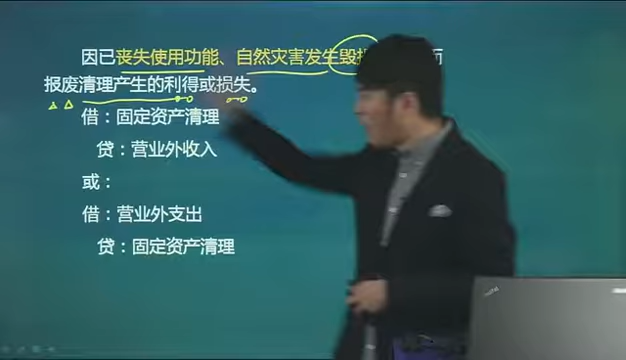 因已丧失使用功能、自然灾害发生毁
报废清理产生的利得或损失。
借：固定资产清理
贷：营业外收入
或：
借：营业外支出
贷：固定资产清理